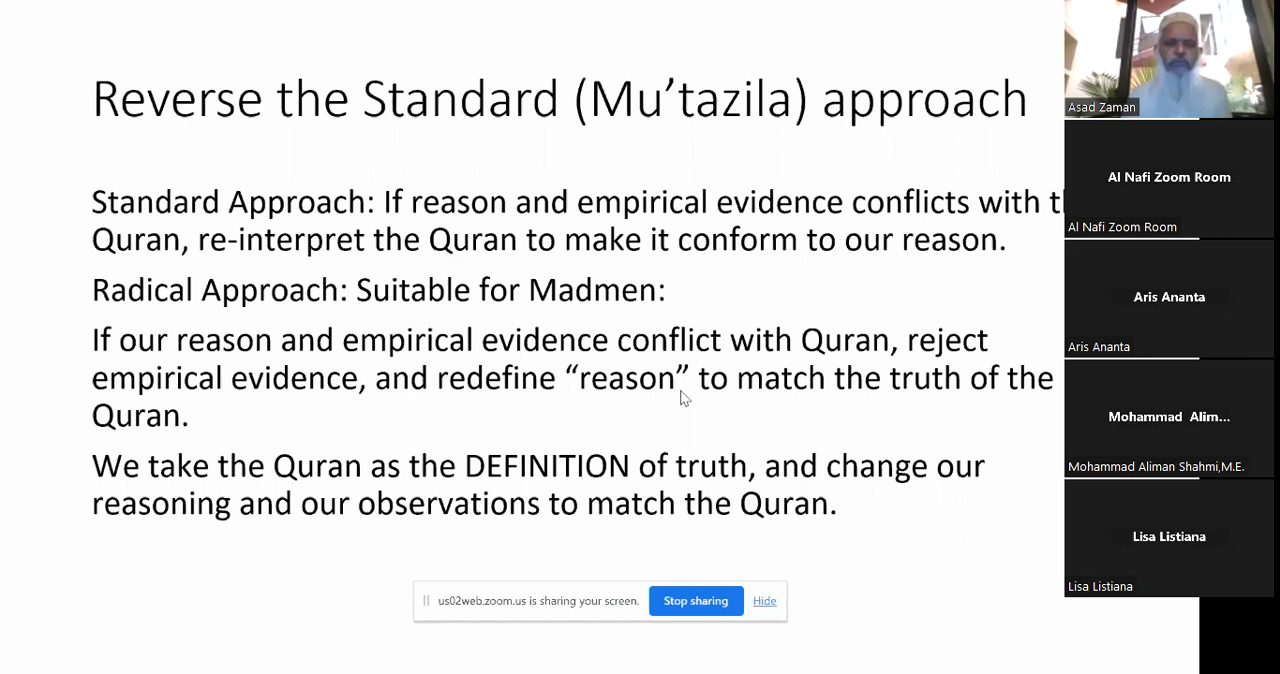 Reverse the Standard (Mu'tazila) approach
Standard Approach: If reason and empirical evidence conflicts with
Quran, re-interpret the Quran to make it conform to our reason.
Radical Approach: Suitable for Madmen:
If our reason and empirical evidence conflict with Quran, reject
empirical evidence, and redefine “reason” to match the truth of the
Quran.
We take the Quran as the DEFINITION of truth, and change our
reasoning and our observations to match the Quran.
us02web.zoom.us is sharing your screen.
Stop sharing
Hide
Asad Zaman
Al Nafi Zoom Room
Al Nafi Zoom Room
Aris Ananta
Aris Ananta
Mohammad Alim...
Mohammad Aliman Shahmi,M.E.
Lisa Listiana
Lisa Listiana